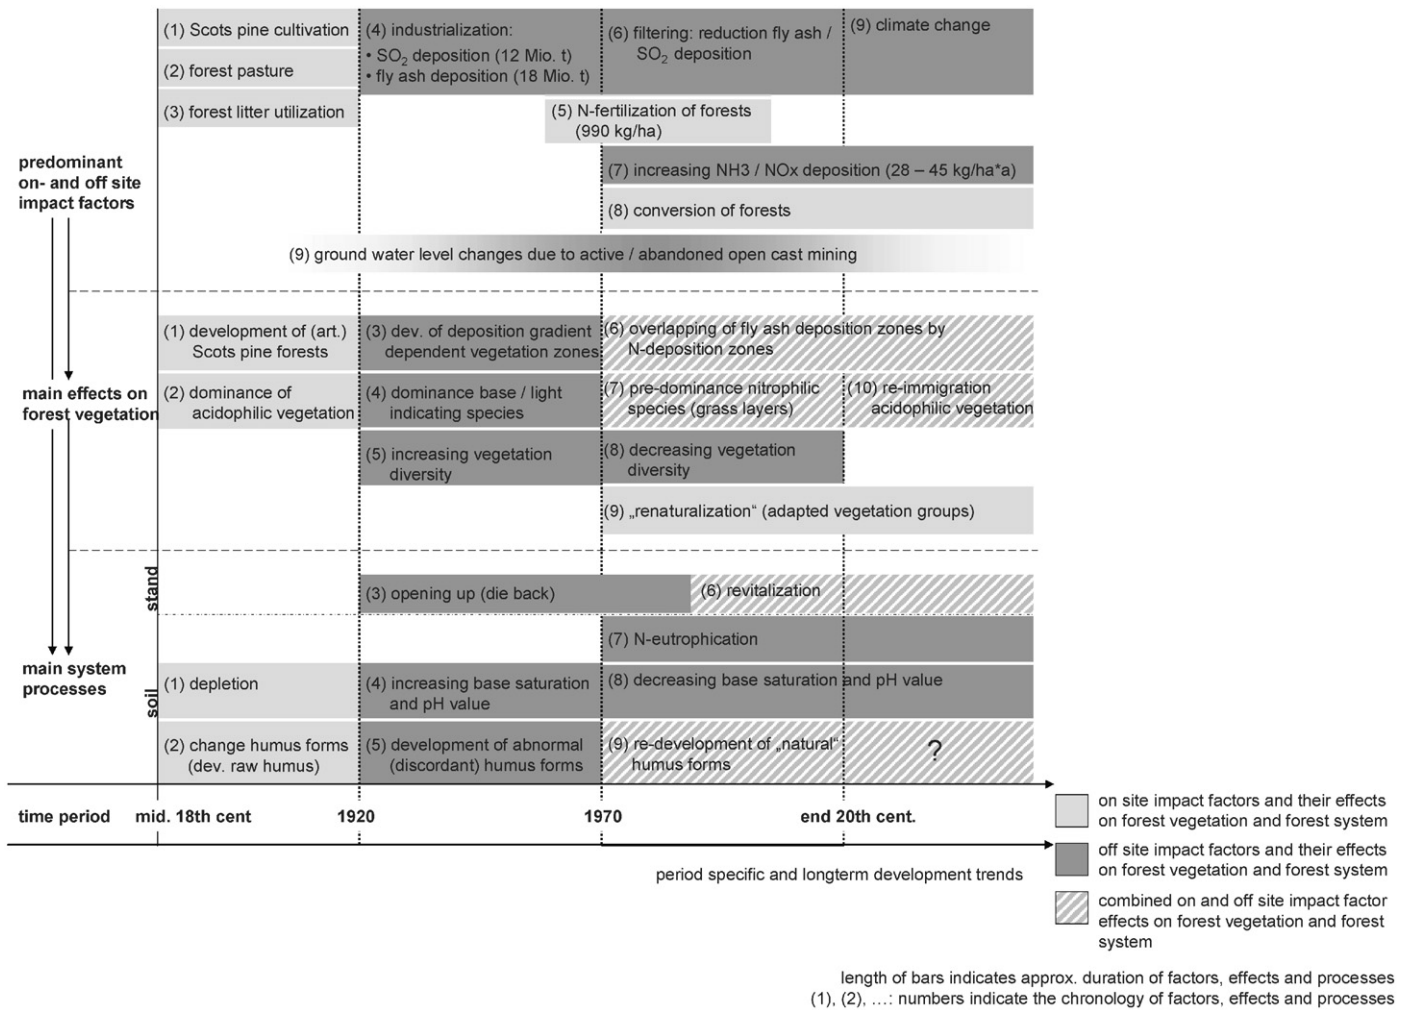 (1) Scots pine cultivation
(2) forest pasture
(3) forest litter utilization
(4) industrialization:
• SO2 deposition (12 Mio. t)
• fly ash deposition (18 Mio. t)
(6) filtering: reduction fly ash /
SO2 deposition
(9) climate change
(5) N-fertilization of forests
(990 kg/ha)
predominant
on- and off site
impact factors
(7) increasing NH3 / NOx deposition (28 – 45 kg/ha*a)
(8) conversion of forests
(9) ground water level changes due to active / abandoned open cast mining
(1) development of (art.)
Scots pine forests
(3) dev. of deposition gradient
dependent vegetation zones
(6) overlapping of fly ash deposition zones by
N-deposition zones
main effects on
forest vegetation
(2) dominance of
acidophilic vegetation
(4) dominance base / light
indicating species
(7) pre-dominance nitrophilic
species (grass layers)
(10) re-immigration
acidophilic vegetation
(5) increasing vegetation
diversity
(8) decreasing vegetation
diversity
(9) „renaturalization“ (adapted vegetation groups)
stand
(3) opening up (die back)
(6) revitalization
(7) N-eutrophication
main system
processes
soil
(1) depletion
(4) increasing base saturation
and pH value
(8) decreasing base saturation and pH value
(2) change humus forms
(dev. raw humus)
(5) development of abnormal
(discordant) humus forms
(9) re-development of „natural“
humus forms
?
time period
mid. 18th cent
1920
1970
end 20th cent.
period specific and longterm development trends
on site impact factors and their effects
on forest vegetation and forest system
off site impact factors and their effects
on forest vegetation and forest system
combined on and off site impact factor
effects on forest vegetation and forest
system
length of bars indicates approx. duration of factors, effects and processes
(1), (2), …: numbers indicate the chronology of factors, effects and processes